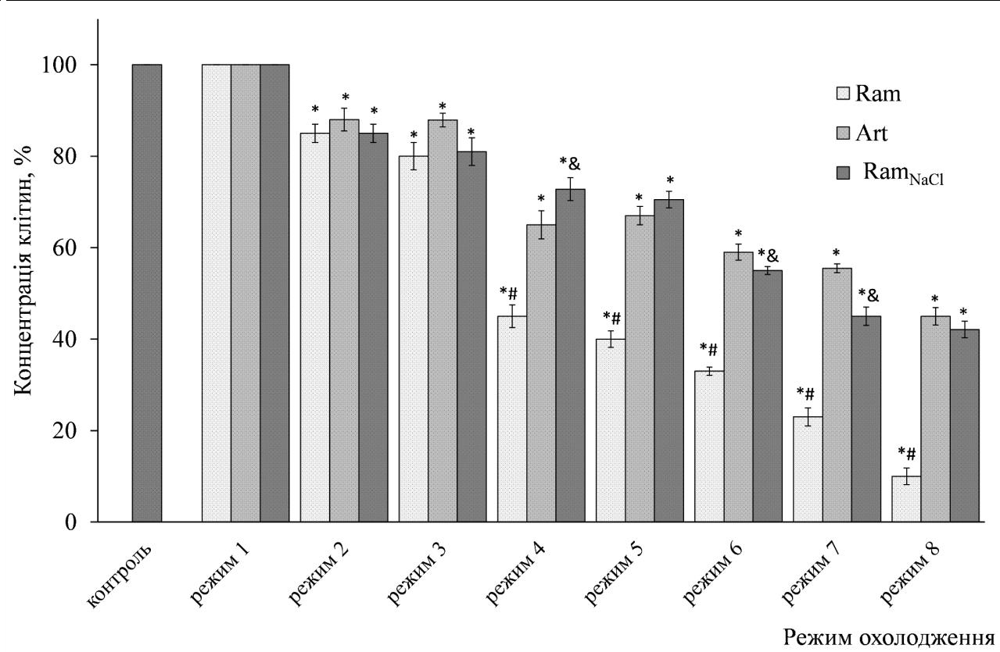 Концентрація клітин, %
100
80
60
40
20
0
Ram
Art
Ram_NaCl
* * *
* * *
*# * *&
*# * *
*# * *&
*# * *&
*# * *
контроль
режим 1
режим 2
режим 3
режим 4
режим 5
режим 6
режим 7
режим 8
Режим охолодження